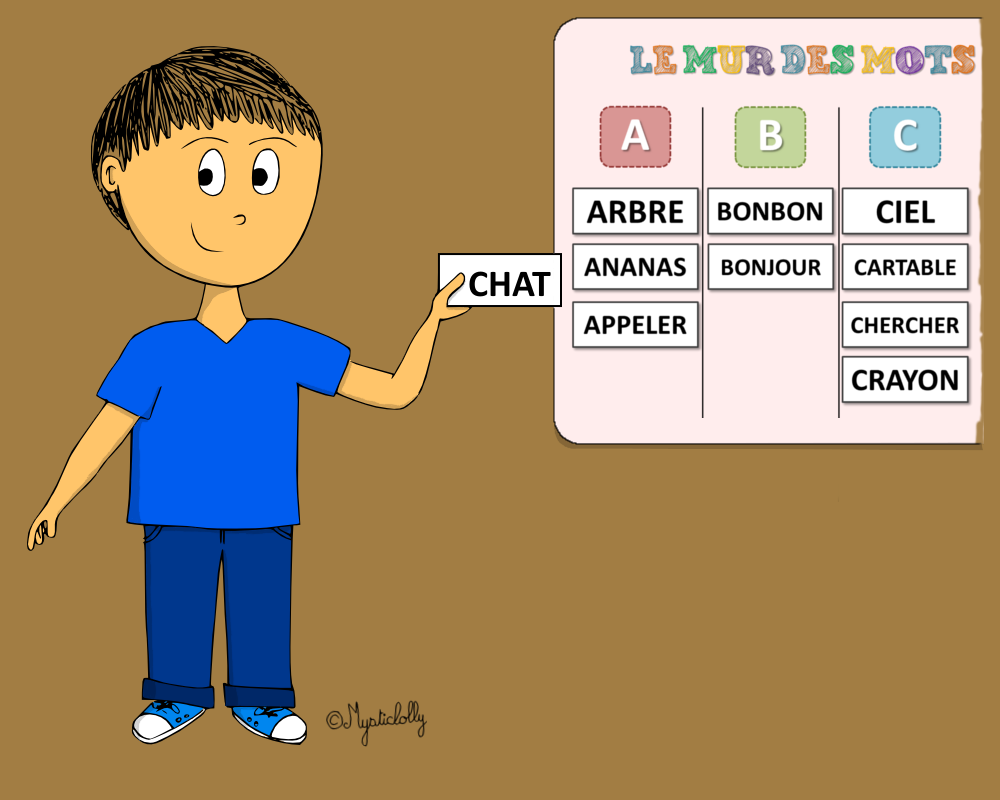 LE MUR DES MOTS
A B C
ARBRE BONBON CIEL
ANANAS BONJOUR CARTABLE
CHAT
APPELER CHERCHER
CRAYON
©Mysticlolly